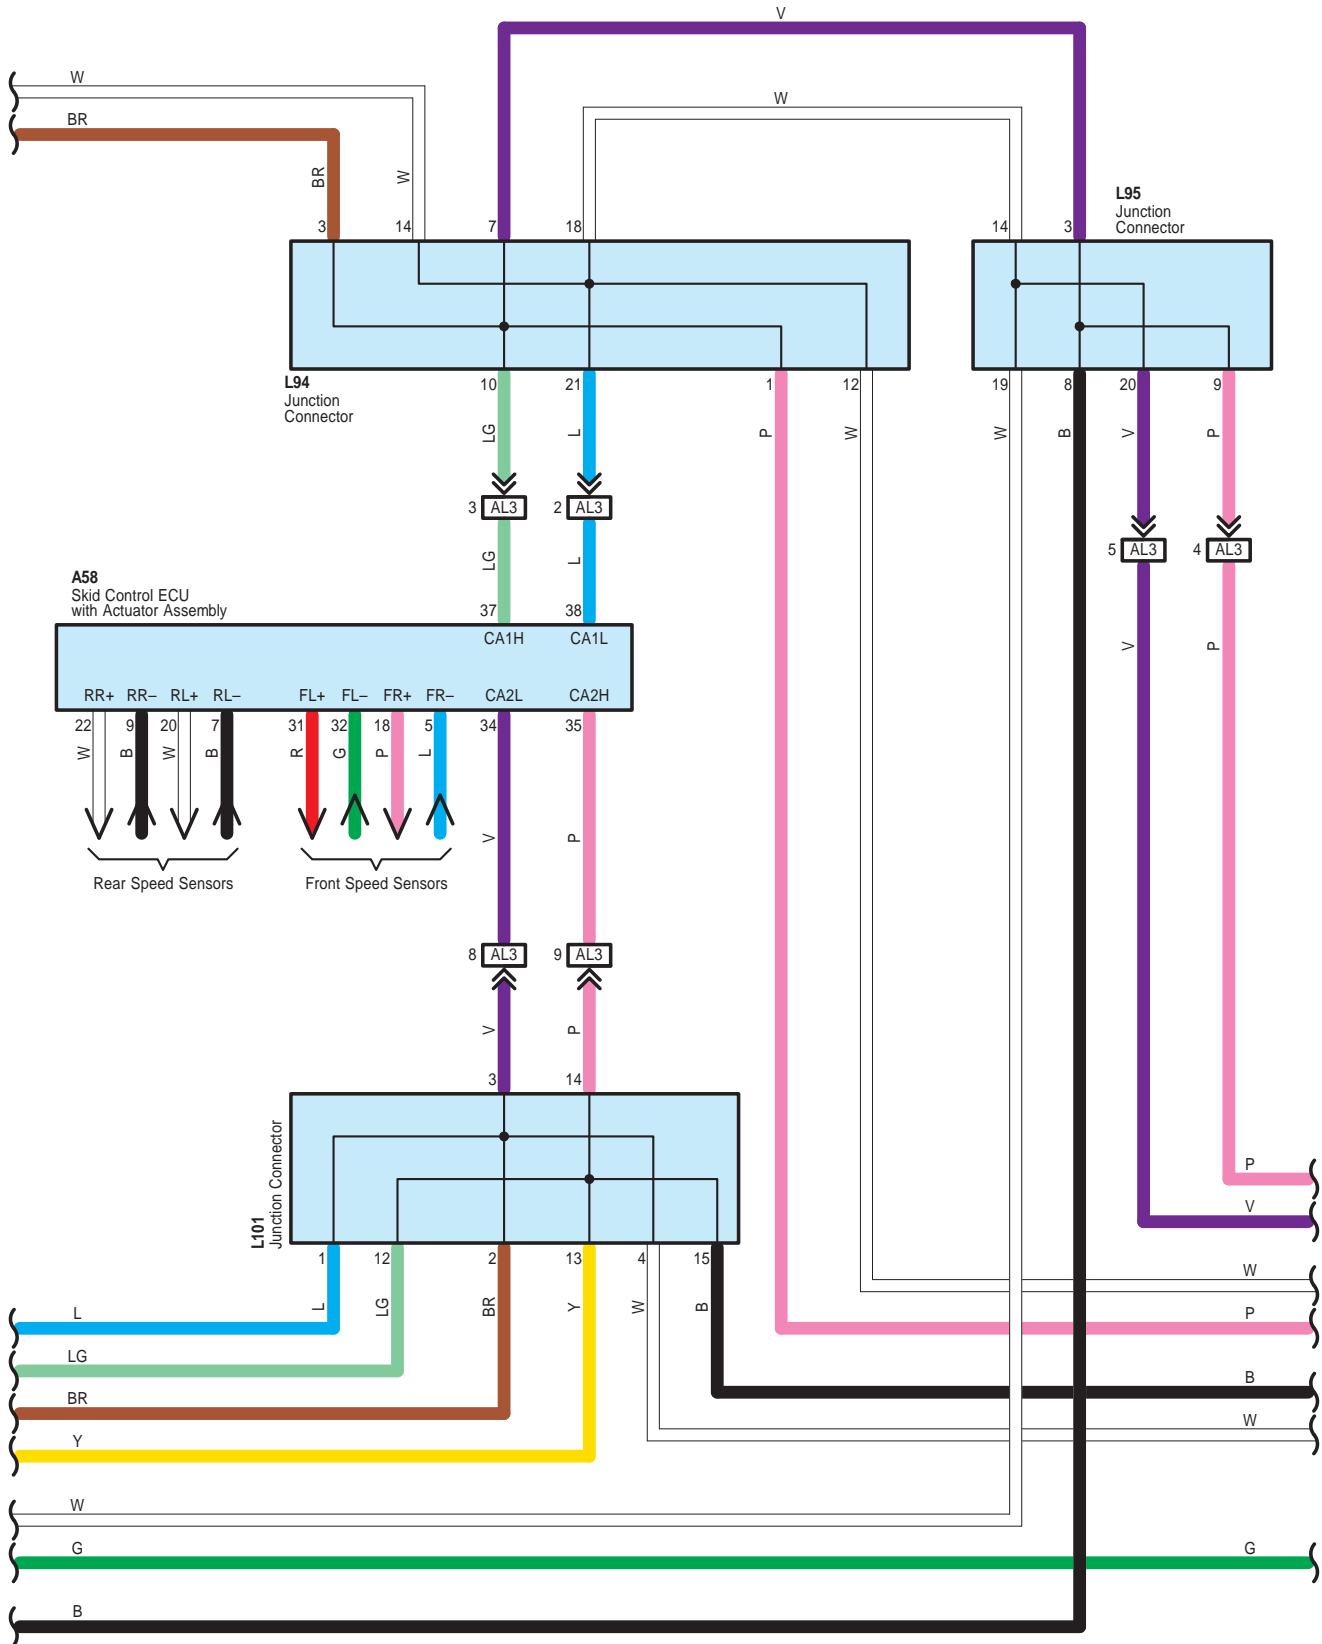 V
W
W
BR
BR
W
L95
Junction
Connector
3
14
7
18
14
3
L94
Junction
Connector
10
21
1
12
19
8
20
9
LG
L
P
W
W
B
V
P
3 AL3
2 AL3
5 AL3
4 AL3
LG
L
A58
Skid Control ECU
with Actuator Assembly
37
38
CA1H
CA1L
V
P
RR+ RR– RL+ RL–
FL+ FL– FR+ FR–
CA2L
CA2H
22
9
20
7
31
32
18
5
34
35
W
B
W
B
R
G
P
L
V
P
Rear Speed Sensors
Front Speed Sensors
8 AL3
9 AL3
V
P
3
14
L101
Junction Connector
P
V
1
12
2
13
4
15
W
L
LG
BR
Y
W
B
L
P
LG
B
BR
W
Y
W
G
G
B